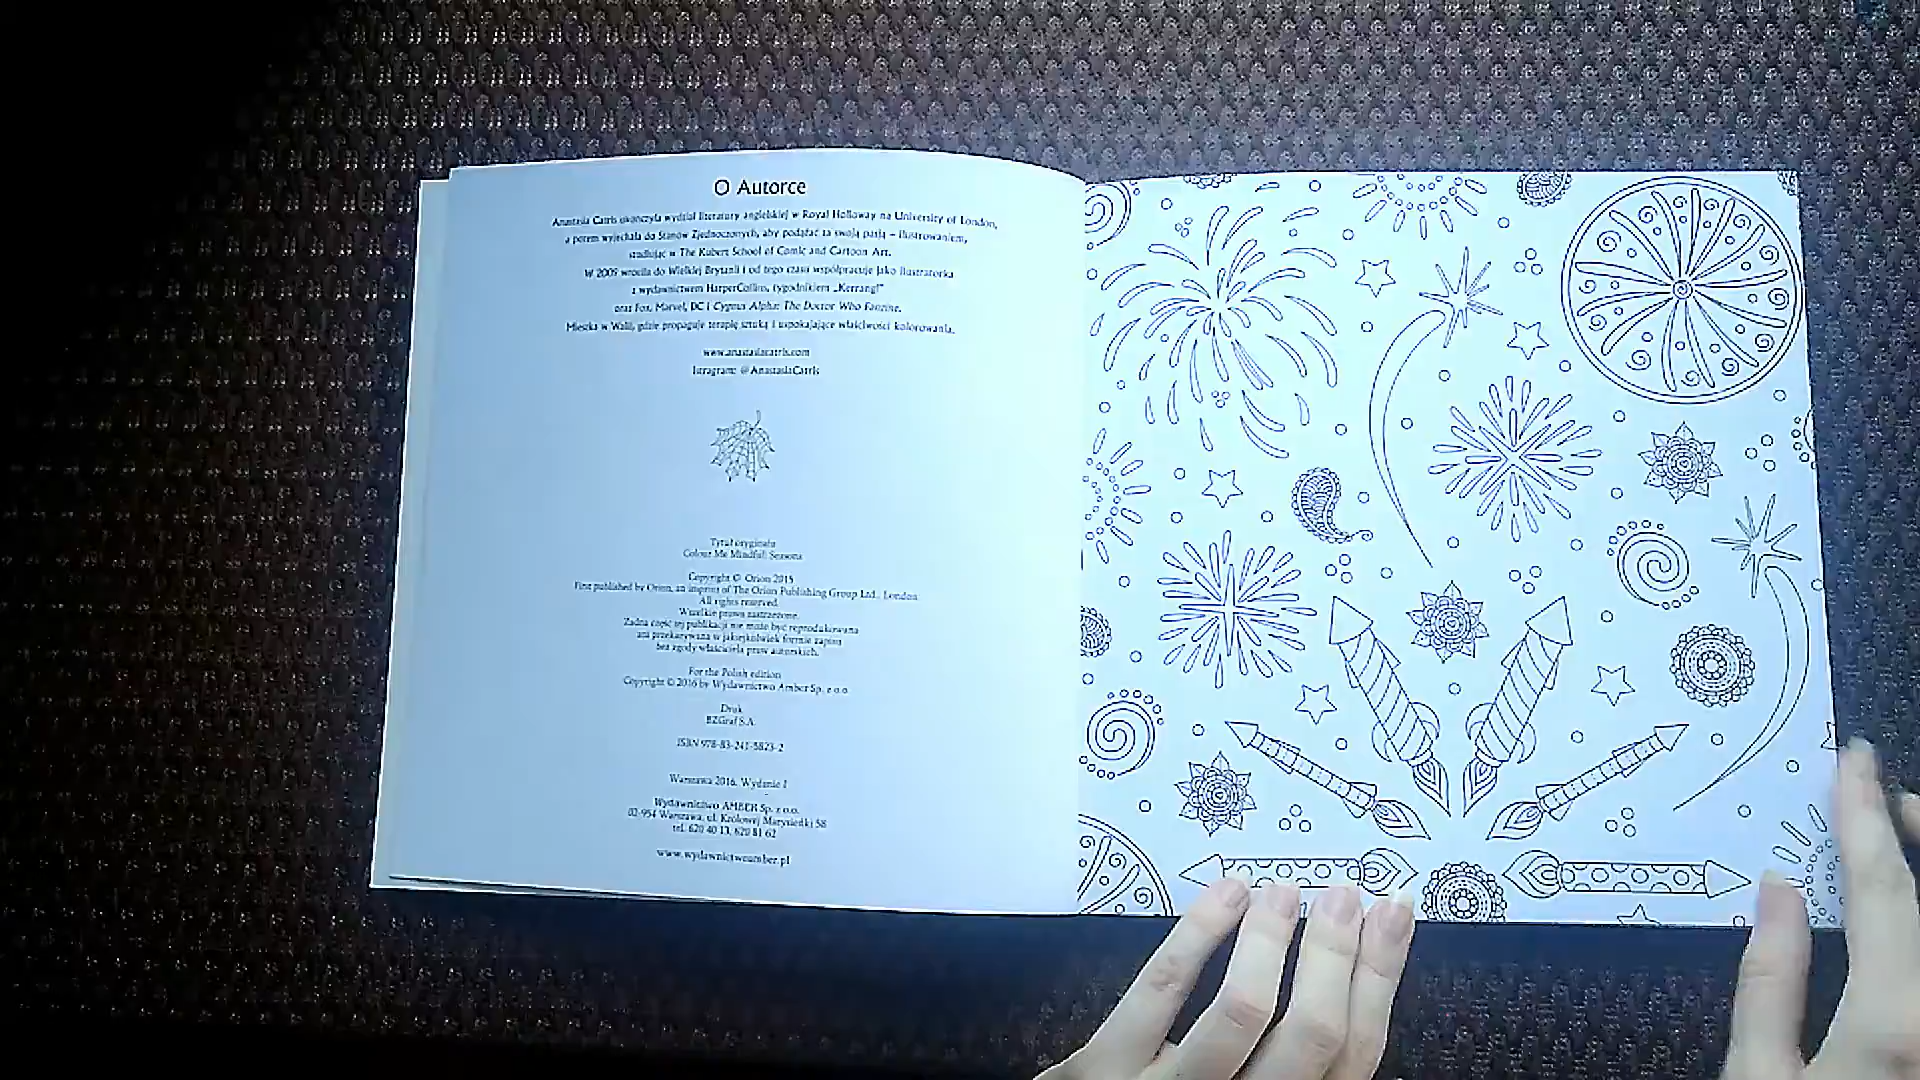 O Autorce
Anastasia Catris ukończyła wydział literatury angielskiej w Royal Holloway na University of London,
a potem wyjechała do Stanów Zjednoczonych, aby podążać za swoją pasją – ilustrowaniem,
studiując w The Kubert School of Comic and Cartoon Art.
W 2009 wróciła do Wielkiej Brytanii i od tego czasu współpracuje jako ilustratorka
z wydawnictwem HarperCollins, tygodnikiem „Kerrang!"
oraz Fox, Marvel, DC i Cygnus Alpha: The Doctor Who Fanzine.
Mieszka w Walii, gdzie propaguje terapię sztuką i uspokajające właściwości kolorowania.
www.anastasiacatris.com
@AnastasiaCatris
Tytuł oryginału
Colour Me Mindful: Seasons
Copyright © Orion 2015
First published by Orion, an imprint of The Orion Publishing Group Ltd., London
All rights reserved.
Wszelkie prawa zastrzeżone.
Żadna część tej publikacji nie może być reprodukowana
ani przekazywana w jakiejkolwiek formie zapisu
bez zgody właściciela praw autorskich.
For the Polish edition
Copyright © 2016 by Wydawnictwo Amber Sp. z o.o.
Druk
BZGraf S.A.
ISBN 978-83-241-5823-2
Warszawa 2016. Wydanie I
Wydawnictwo AMBER Sp. z o.o.
02-954 Warszawa, ul. Królowej Marysieńki 58
tel. 620 40 13, 620 81 62
www.wydawnictwoamber.pl